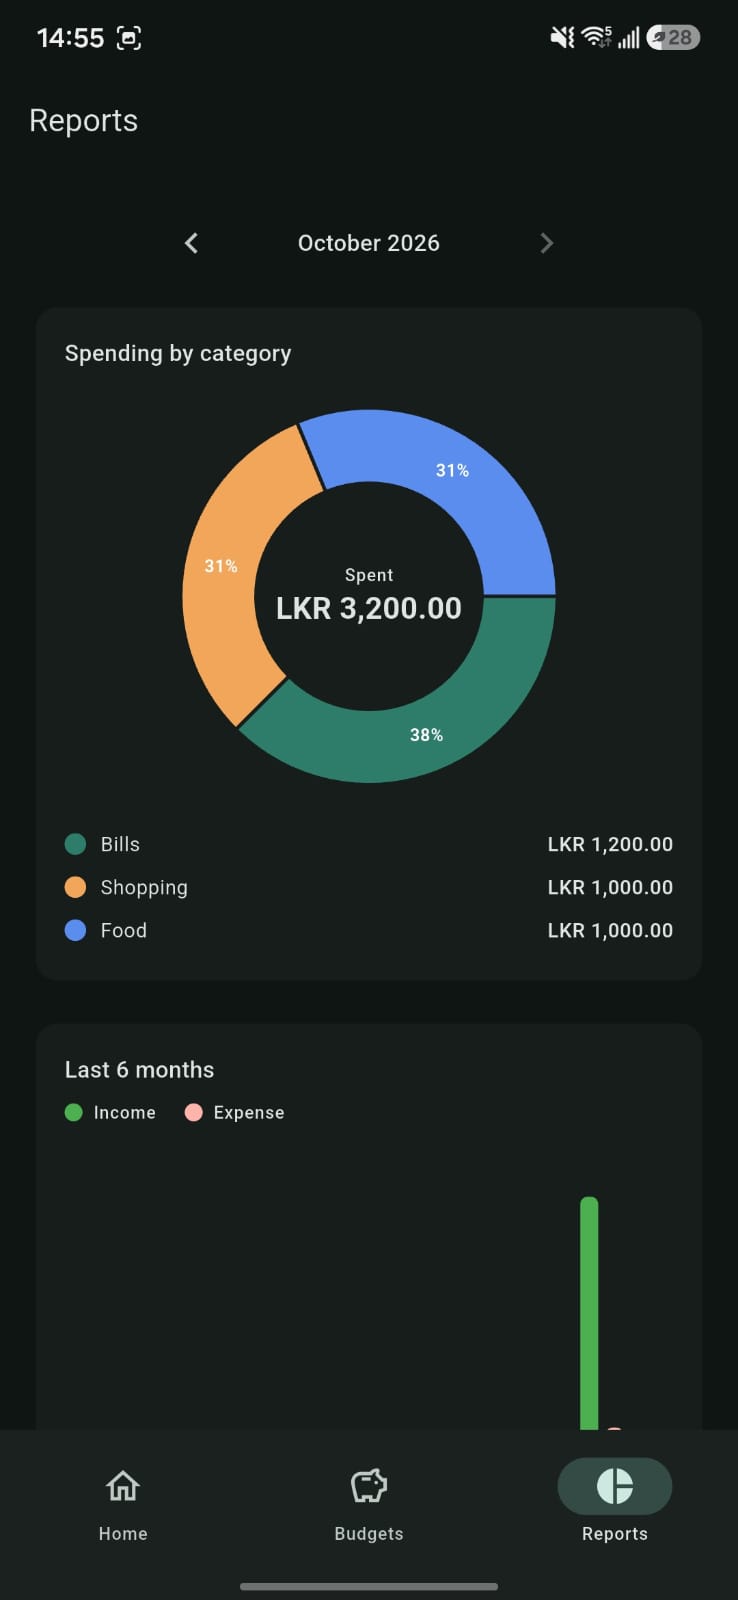 14:55
5
28
Reports
October 2026
Spending by category
31%
31%
Spent
LKR 3,200.00
38%
Bills LKR 1,200.00
Shopping LKR 1,000.00
Food LKR 1,000.00
Last 6 months
Income Expense
Home Budgets Reports